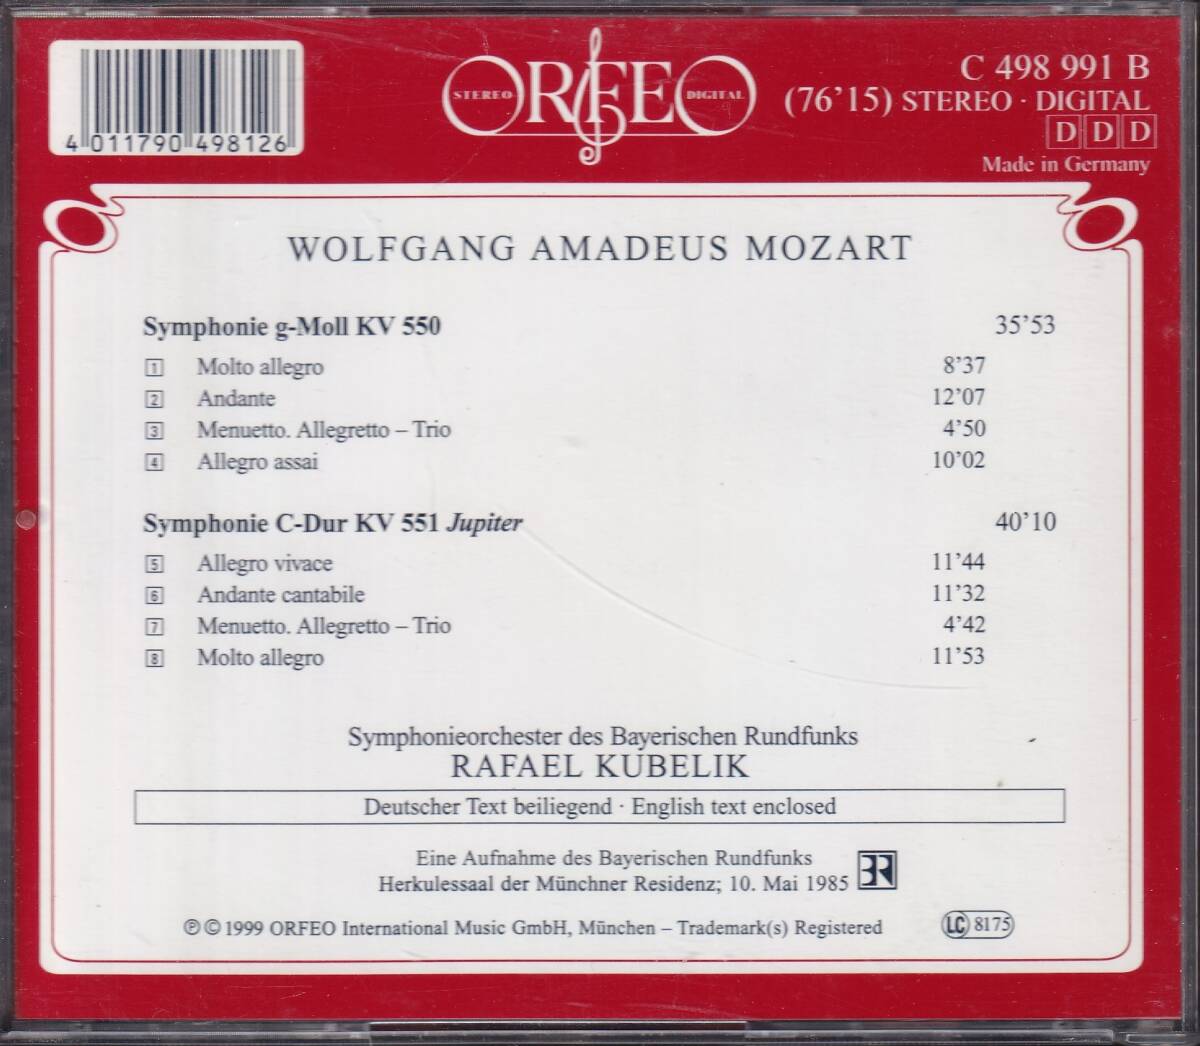 4 011790 498126
STEREO ORFEO DIGITAL
C 498 991 B
(76’15) STEREO · DIGITAL
D D D
Made in Germany
WOLFGANG AMADEUS MOZART
Symphonie g-Moll KV 550 35’53
1 Molto allegro 8’37
2 Andante 12’07
3 Menuetto. Allegretto – Trio 4’50
4 Allegro assai 10’02
Symphonie C-Dur KV 551 Jupiter 40’10
5 Allegro vivace 11’44
6 Andante cantabile 11’32
7 Menuetto. Allegretto – Trio 4’42
8 Molto allegro 11’53
Symphonieorchester des Bayerischen Rundfunks
RAFAEL KUBELIK
Deutscher Text beiliegend · English text enclosed
Eine Aufnahme des Bayerischen Rundfunks
Herkulessaal der Münchner Residenz; 10. Mai 1985 BR
℗ © 1999 ORFEO International Music GmbH, München – Trademark(s) Registered LC 8175